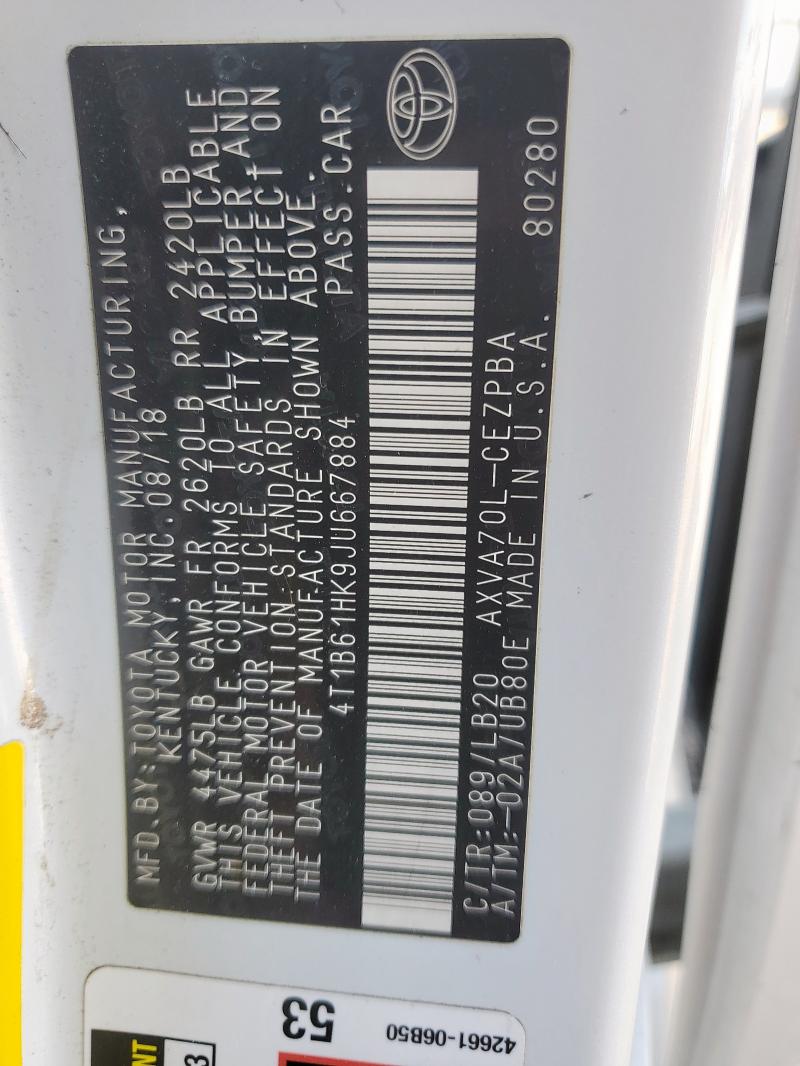 MFD.BY:TOYOTA MOTOR MANUFACTURING,
KENTUCKY,INC.08/18
GVWR 4475LB GAWR FR 2620LB RR 2420LB
THIS VEHICLE CONFORMS TO ALL APPLICABLE
FEDERAL MOTOR VEHICLE SAFETY,BUMPER,AND
THEFT PREVENTION STANDARDS IN EFFECT ON
THE DATE OF MANUFACTURE SHOWN ABOVE.
4T1B61HK9JU667884 PASS.CAR
C/TR:089/LB20 AXVA70L-CEZPBA
A/TM:-02A/UB80E MADE IN U.S.A. 80280
53
42661-06B50
3